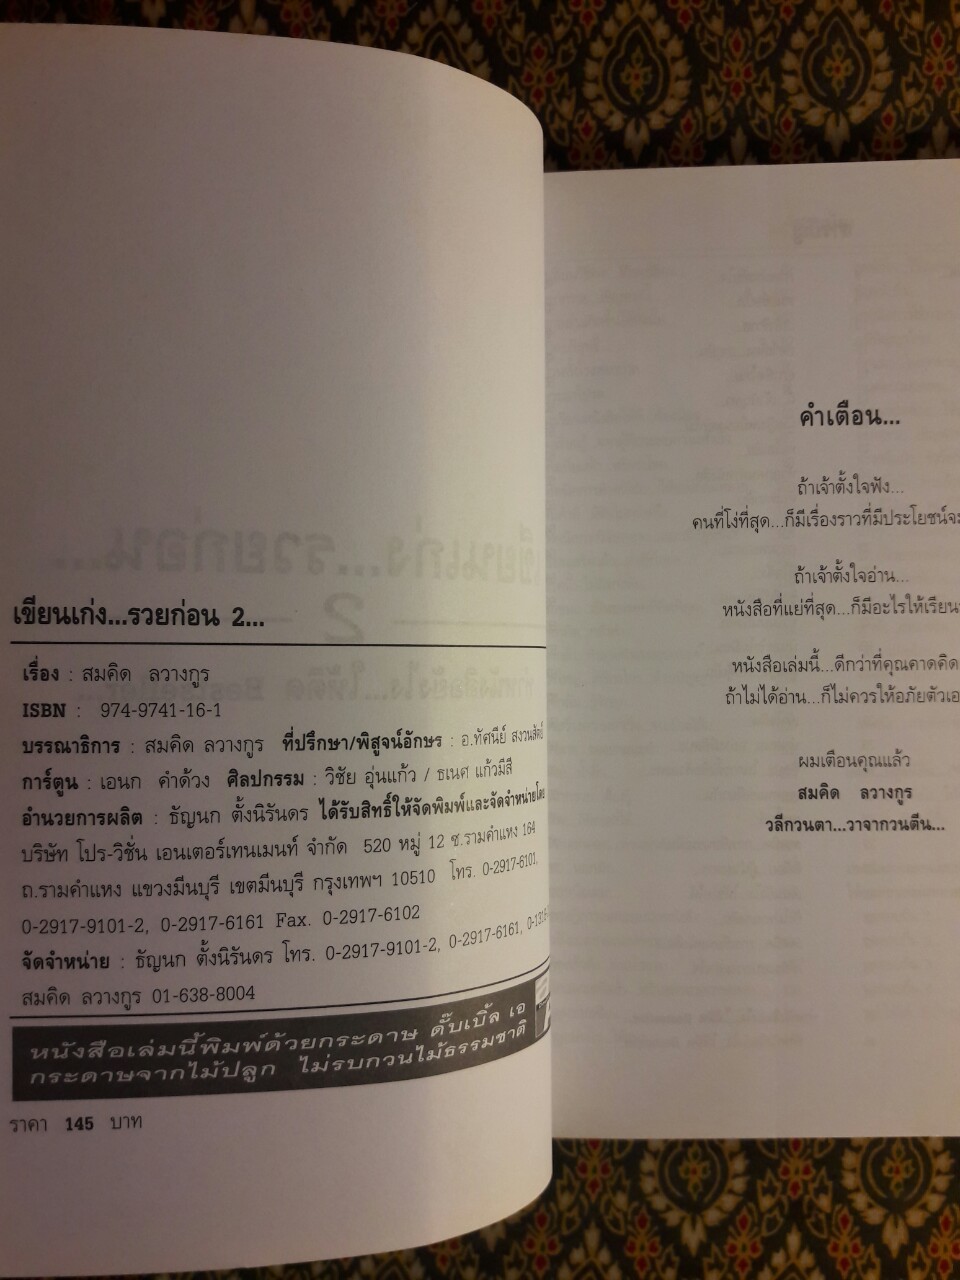 เขียนเก่ง...รวยก่อน 2...
เรื่อง : สมคิด ลวางกูร
ISBN : 974-9741-16-1
บรรณาธิการ : สมคิด ลวางกูร ที่ปรึกษา/พิสูจน์อักษร : อ.ทัศนีย์ สงวนสัตย์
การ์ตูน : เอนก คำด้วง ศิลปกรรม : วิชัย อุ่นแก้ว / ธเนศ แก้วมีสี
อำนวยการผลิต : ธัญนก ตั้งนิรันดร ได้รับสิทธิ์ให้จัดพิมพ์และจัดจำหน่ายโดย
บริษัท โปร-วิชั่น เอนเตอร์เทนเมนท์ จำกัด 520 หมู่ 12 ซ.รามคำแหง 164
ถ.รามคำแหง แขวงมีนบุรี เขตมีนบุรี กรุงเทพฯ 10510 โทร. 0-2917-6101,
0-2917-9101-2, 0-2917-6161 Fax. 0-2917-6102
จัดจำหน่าย : ธัญนก ตั้งนิรันดร โทร. 0-2917-9101-2, 0-2917-6161,
สมคิด ลวางกูร 01-638-8004
หนังสือเล่มนี้พิมพ์ด้วยกระดาษ ดั๊บเบิ้ล เอ
กระดาษจากไม้ปลูก ไม่รบกวนไม้ธรรมชาติ
ราคา 145 บาท
คำเตือน...
ถ้าเจ้าตั้งใจฟัง...
คนที่โง่ที่สุด...ก็มีเรื่องราวที่มีประโยชน์จะ
ถ้าเจ้าตั้งใจอ่าน...
หนังสือที่แย่ที่สุด...ก็มีอะไรให้เรียน
หนังสือเล่มนี้...ดีกว่าที่คุณคาดคิด
ถ้าไม่ได้อ่าน...ก็ไม่ควรให้อภัยตัวเอ
ผมเตือนคุณแล้ว
สมคิด ลวางกูร
วลีกวนตา...วาจากวนตีน...